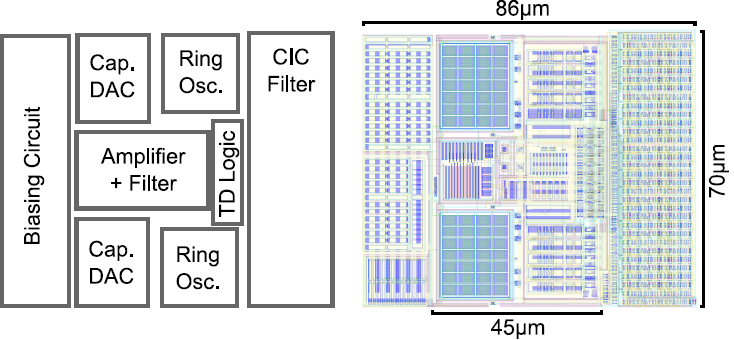 86µm
Biasing Circuit
Cap.
DAC
Ring
Osc.
CIC
Filter
Amplifier
+ Filter
TD Logic
Cap.
DAC
Ring
Osc.
70µm
45µm